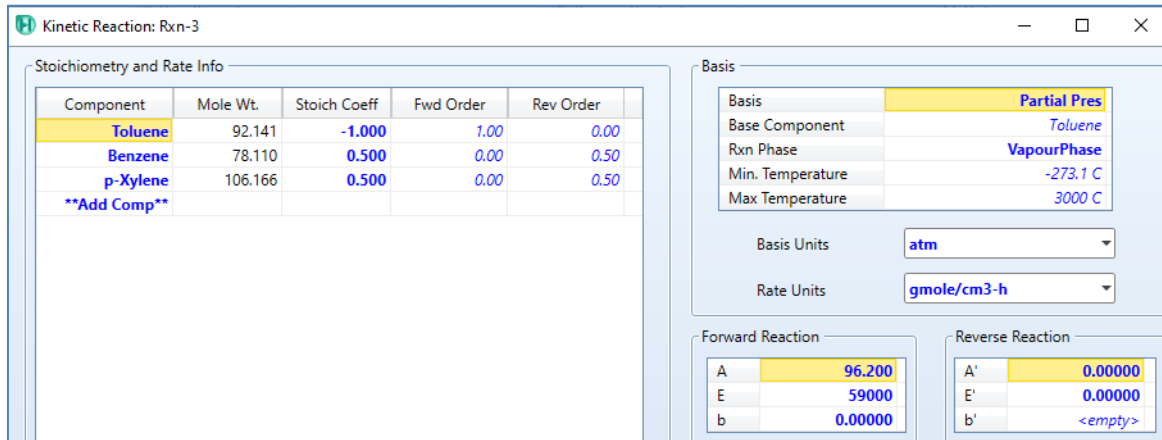 Kinetic Reaction: Rxn-3
Stoichiometry and Rate Info
Component Mole Wt. Stoich Coeff Fwd Order Rev Order
Toluene 92.141 -1.000 1.00 0.00
Benzene 78.110 0.500 0.00 0.50
p-Xylene 106.166 0.500 0.00 0.50
**Add Comp**
Basis
Basis Partial Pres
Base Component Toluene
Rxn Phase VapourPhase
Min. Temperature -273.1 C
Max Temperature 3000 C
Basis Units atm
Rate Units gmole/cm3-h
Forward Reaction
A 96.200
E 59000
b 0.00000
Reverse Reaction
A' 0.00000
E' 0.00000
b' <empty>